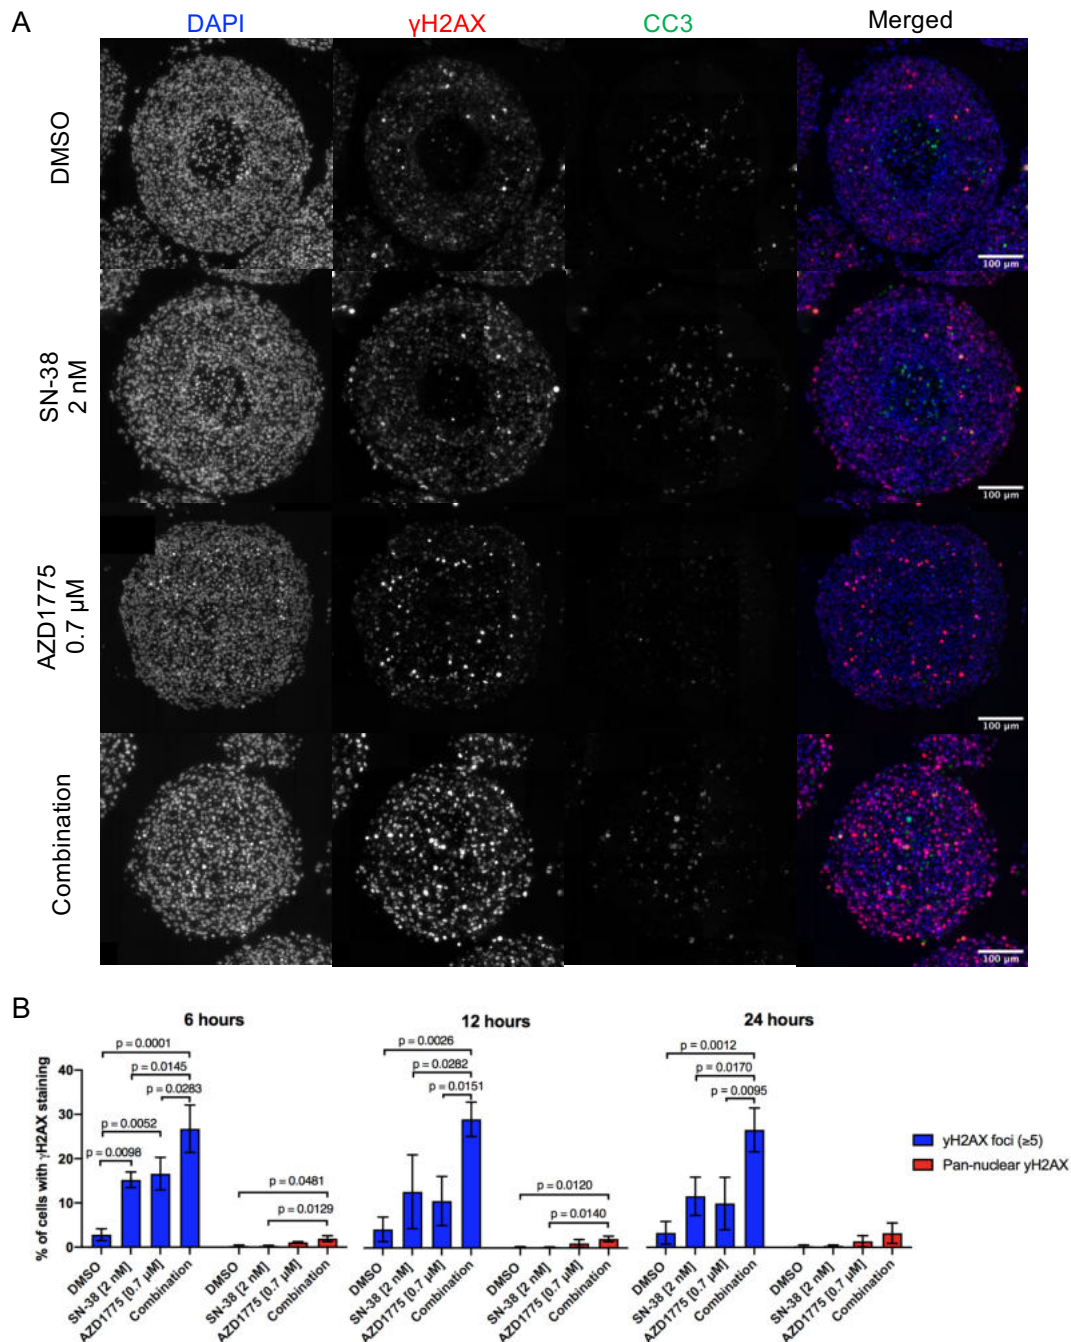 A
DAPI γH2AX CC3 Merged
DMSO
100 µm
SN-38
2 nM
100 µm
AZD1775
0.7 µM
100 µm
Combination
100 µm
B
6 hours 12 hours 24 hours
% of cells with γH2AX staining
40
30
20
10
0
p = 0.0001
p = 0.0145
p = 0.0283
p = 0.0052
p = 0.0098
p = 0.0481
p = 0.0129
DMSO
SN-38 [2 nM]
AZD1775 [0.7 µM]
Combination
DMSO
SN-38 [2 nM]
AZD1775 [0.7 µM]
Combination
p = 0.0026
p = 0.0282
p = 0.0151
p = 0.0120
p = 0.0140
DMSO
SN-38 [2 nM]
AZD1775 [0.7 µM]
Combination
DMSO
SN-38 [2 nM]
AZD1775 [0.7 µM]
Combination
p = 0.0012
p = 0.0170
p = 0.0095
DMSO
SN-38 [2 nM]
AZD1775 [0.7 µM]
Combination
DMSO
SN-38 [2 nM]
AZD1775 [0.7 µM]
Combination
yH2AX foci (≥5)
Pan-nuclear yH2AX